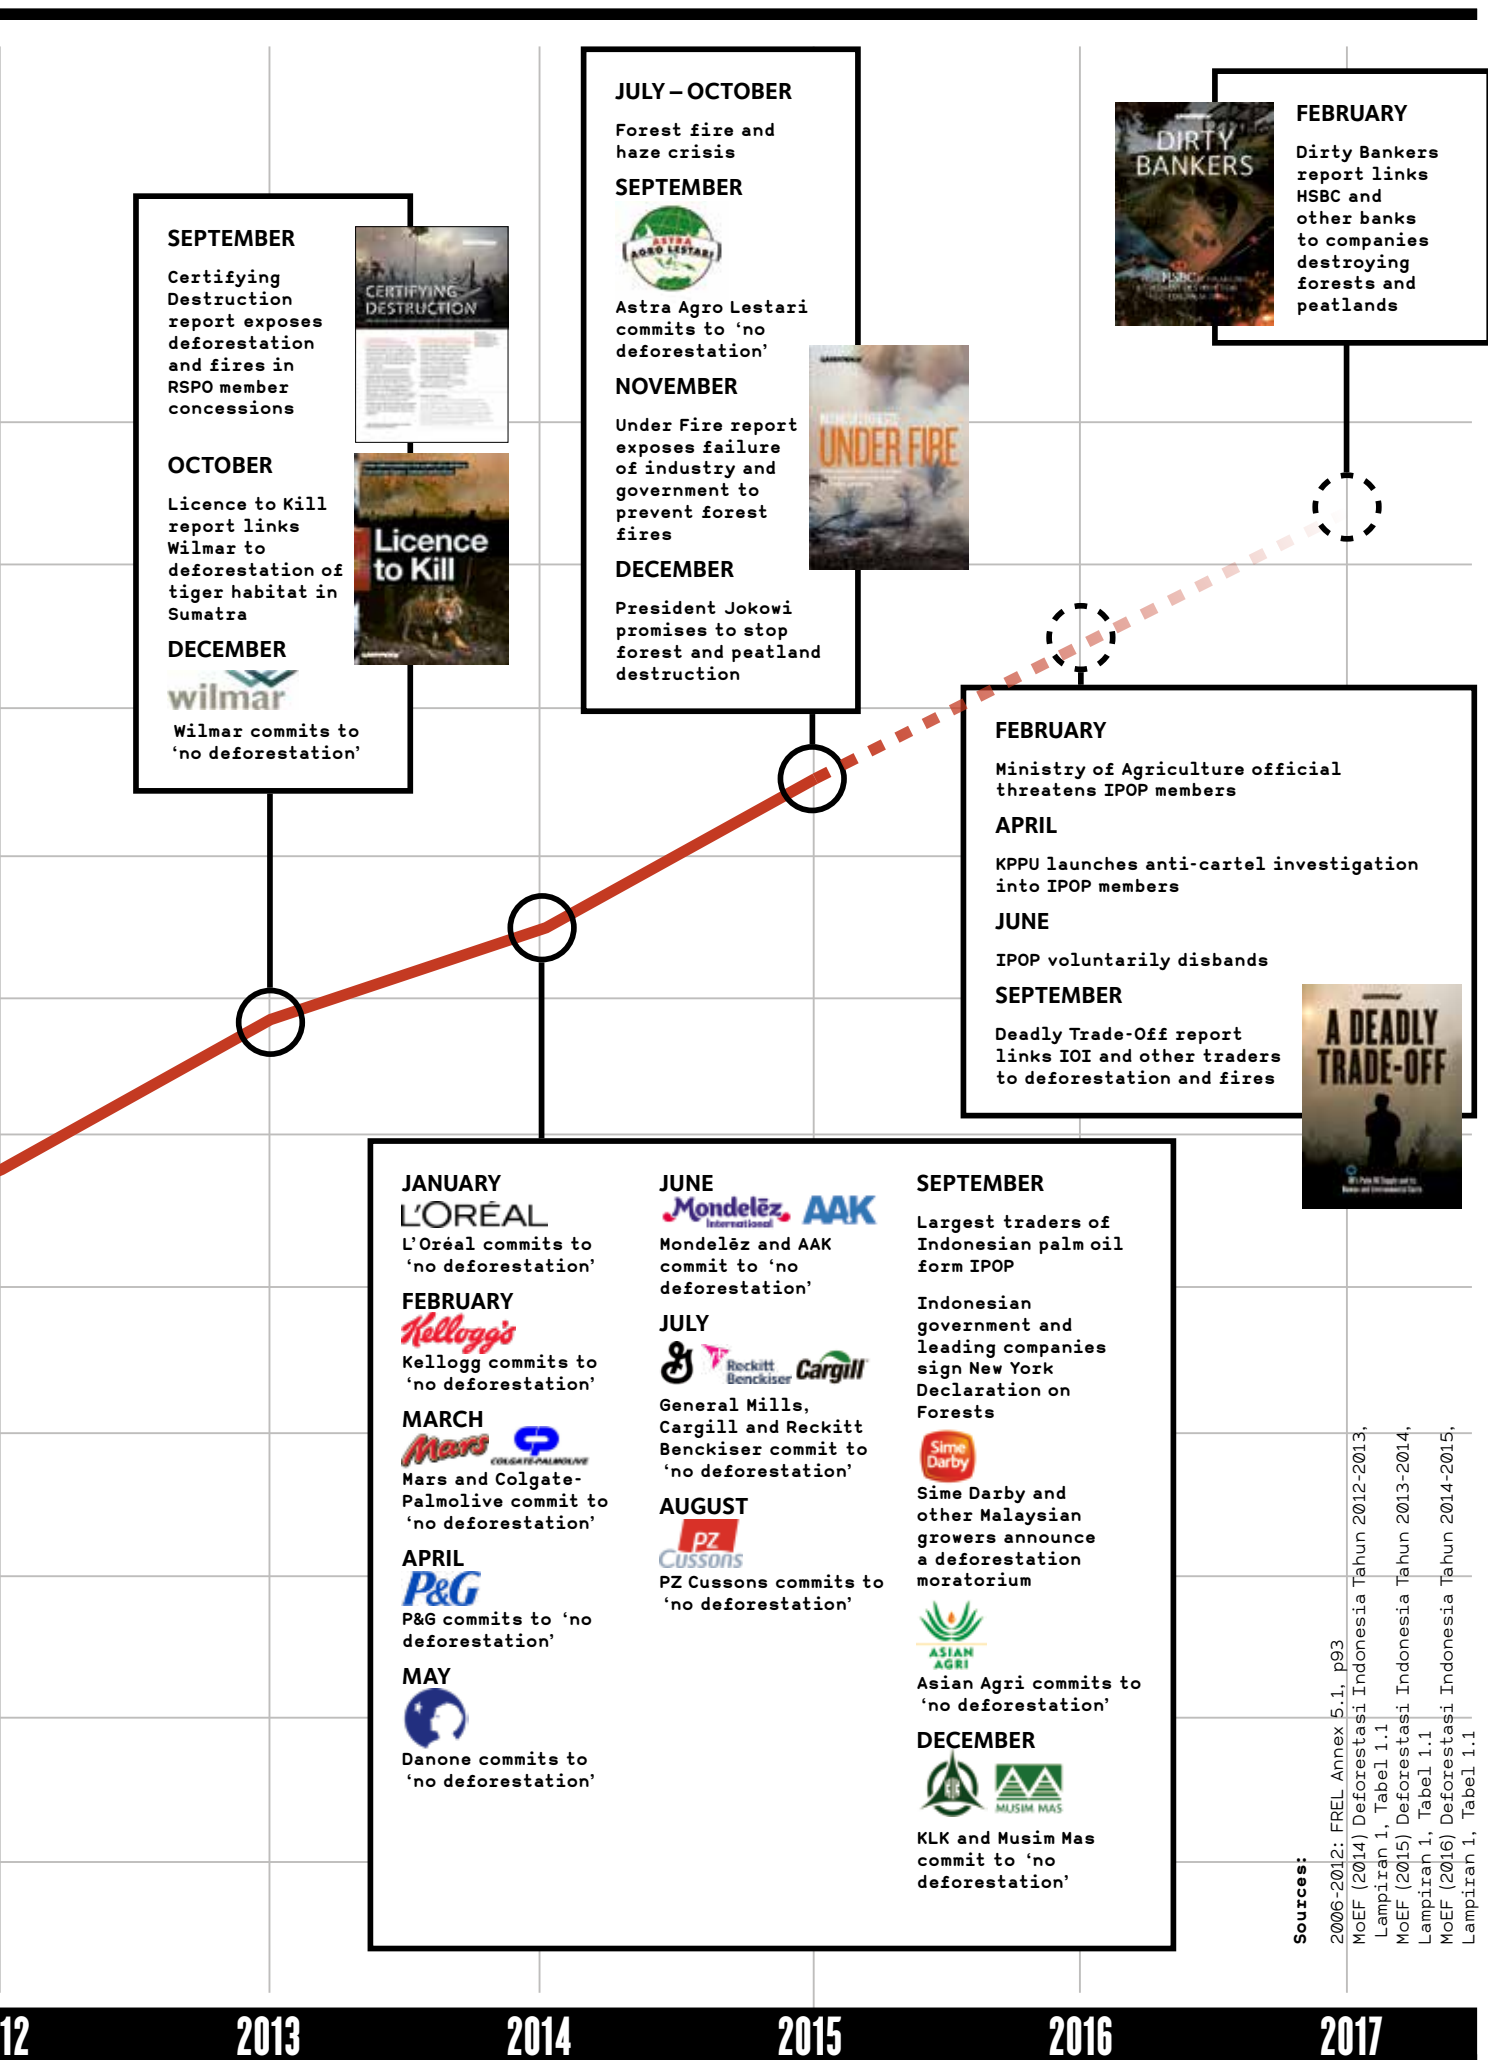 SEPTEMBER
Certifying
Destruction
report exposes
deforestation
and fires in
RSPO member
concessions
CERTIFYING
DESTRUCTION
OCTOBER
Licence to Kill
report links
Wilmar to
deforestation of
tiger habitat in
Sumatra
Licence
to Kill
DECEMBER
wilmar
Wilmar commits to
‘no deforestation’
JULY – OCTOBER
Forest fire and
haze crisis
SEPTEMBER
ASTRA
AGRO LESTARI
Astra Agro Lestari
commits to ‘no
deforestation’
NOVEMBER
Under Fire report
exposes failure
of industry and
government to
prevent forest
fires
UNDER FIRE
DECEMBER
President Jokowi
promises to stop
forest and peatland
destruction
DIRTY
BANKERS
HSBC
FEBRUARY
Dirty Bankers
report links
HSBC and
other banks
to companies
destroying
forests and
peatlands
FEBRUARY
Ministry of Agriculture official
threatens IPOP members
APRIL
KPPU launches anti-cartel investigation
into IPOP members
JUNE
IPOP voluntarily disbands
SEPTEMBER
Deadly Trade-Off report
links IOI and other traders
to deforestation and fires
A DEADLY
TRADE-OFF
JANUARY
L'ORÉAL
L’Oréal commits to
‘no deforestation’
FEBRUARY
Kellogg's
Kellogg commits to
‘no deforestation’
MARCH
Mars
COLGATE-PALMOLIVE
Mars and Colgate-
Palmolive commit to
‘no deforestation’
APRIL
P&G
P&G commits to ‘no
deforestation’
MAY
Danone commits to
‘no deforestation’
JUNE
Mondelēz
International
AAK
Mondelēz and AAK
commit to ‘no
deforestation’
JULY
Reckitt
Benckiser
Cargill
General Mills,
Cargill and Reckitt
Benckiser commit to
‘no deforestation’
AUGUST
PZ
Cussons
PZ Cussons commits to
‘no deforestation’
SEPTEMBER
Largest traders of
Indonesian palm oil
form IPOP
Indonesian
government and
leading companies
sign New York
Declaration on
Forests
Sime
Darby
Sime Darby and
other Malaysian
growers announce
a deforestation
moratorium
ASIAN
AGRI
Asian Agri commits to
‘no deforestation’
DECEMBER
MUSIM MAS
KLK and Musim Mas
commit to ‘no
deforestation’
Sources:
2006-2012: FREL Annex 5.1, p93
MoEF (2014) Deforestasi Indonesia Tahun 2012-2013,
Lampiran 1, Tabel 1.1
MoEF (2015) Deforestasi Indonesia Tahun 2013-2014,
Lampiran 1, Tabel 1.1
MoEF (2016) Deforestasi Indonesia Tahun 2014-2015,
Lampiran 1, Tabel 1.1
12 2013 2014 2015 2016 2017